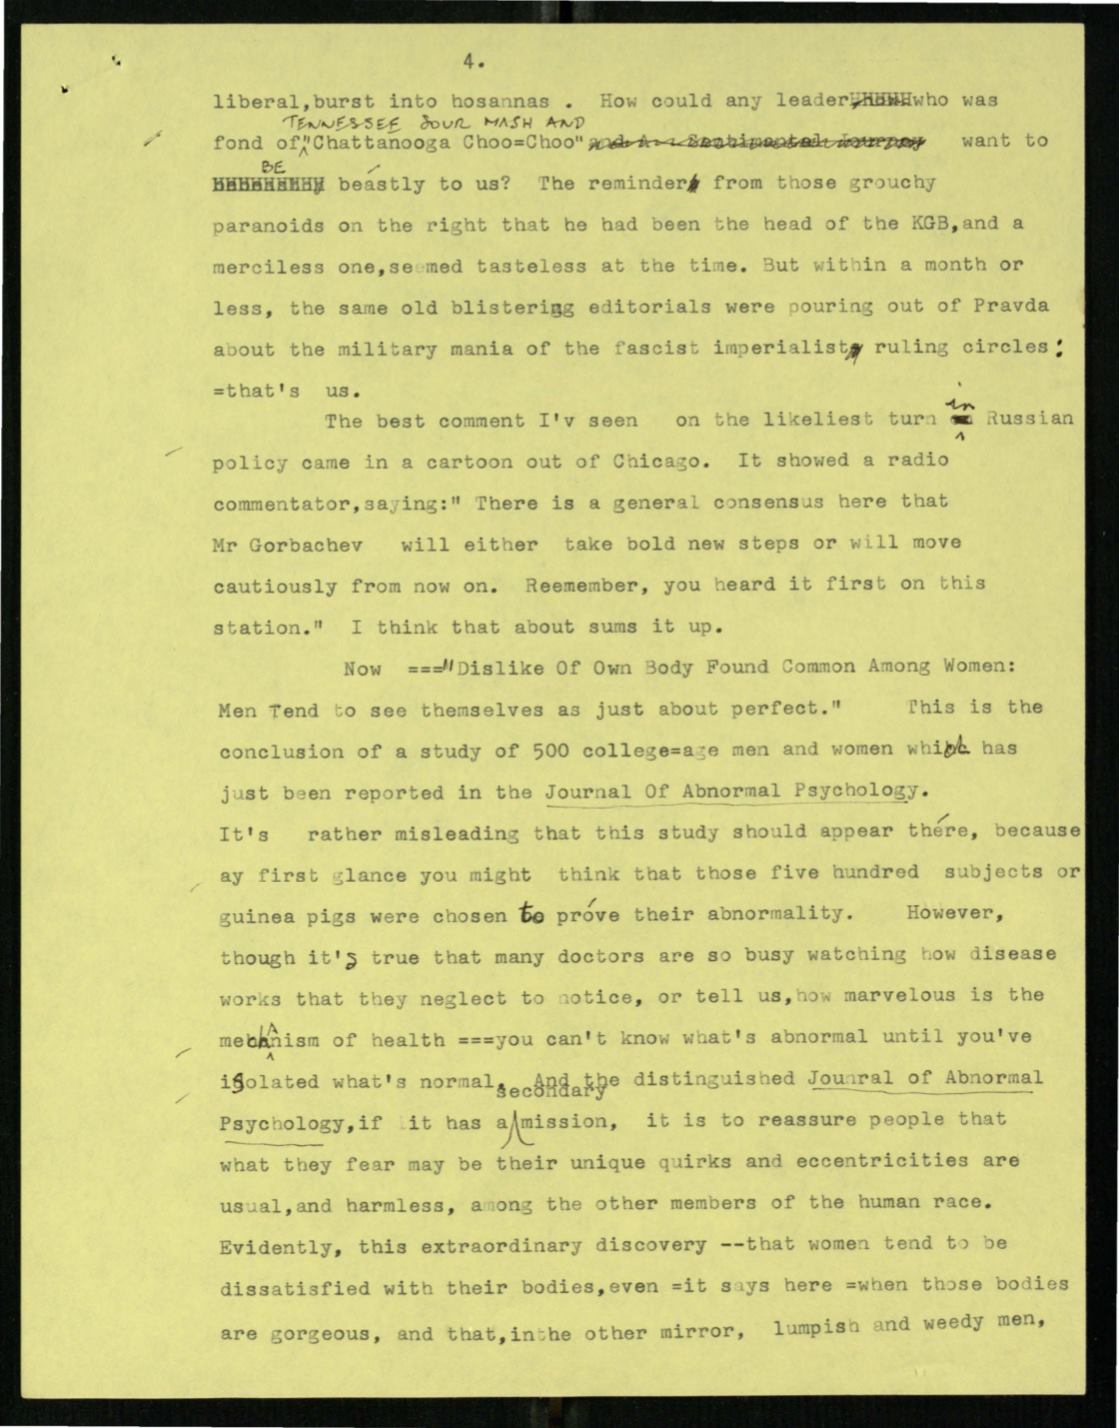 4.
liberal,burst into hosannas . How could any leader who was
TENNESSEE SOUR MASH AND
fond of "Chattanooga Choo=Choo" and A Sentimental Journey want to
BE
beastly to us? The reminder from those grouchy
paranoids on the right that he had been the head of the KGB,and a
merciless one,seemed tasteless at the time. But within a month or
less, the same old blistering editorials were pouring out of Pravda
about the military mania of the fascist imperialist ruling circles:
=that's us.
in
The best comment I'v seen on the likeliest turn Russian
policy came in a cartoon out of Chicago. It showed a radio
commentator,saying:" There is a general consensus here that
Mr Gorbachev will either take bold new steps or will move
cautiously from now on. Reemember, you heard it first on this
station." I think that about sums it up.
Now ==="Dislike Of Own Body Found Common Among Women:
Men Tend to see themselves as just about perfect." This is the
conclusion of a study of 500 college=age men and women which has
just been reported in the Journal Of Abnormal Psychology.
It's rather misleading that this study should appear there, because
ay first glance you might think that those five hundred subjects or
guinea pigs were chosen to prove their abnormality. However,
though it's true that many doctors are so busy watching how disease
works that they neglect to notice, or tell us,how marvelous is the
mechanism of health ===you can't know what's abnormal until you've
isolated what's normal. And the distinguished Jounral of Abnormal
secondary
Psychology,if it has a mission, it is to reassure people that
what they fear may be their unique quirks and eccentricities are
usual,and harmless, among the other members of the human race.
Evidently, this extraordinary discovery --that women tend to be
dissatisfied with their bodies,even =it says here =when those bodies
are gorgeous, and that,inthe other mirror, lumpish and weedy men,